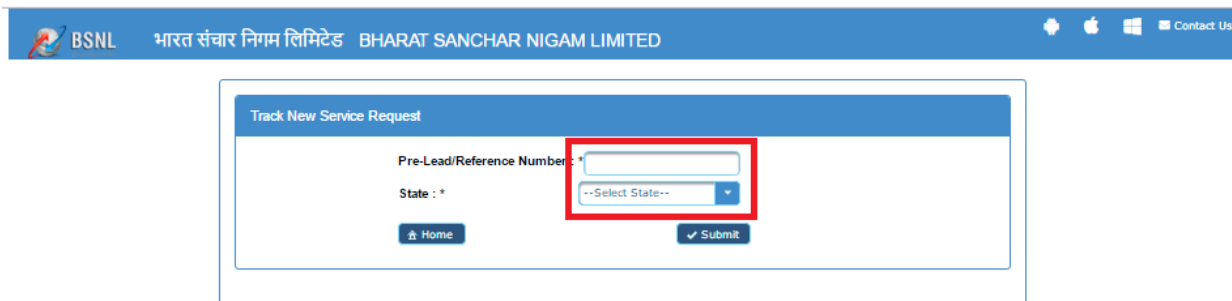 BSNL भारत संचार निगम लिमिटेड BHARAT SANCHAR NIGAM LIMITED Contact Us
Track New Service Request
Pre-Lead/Reference Number : *
State : * --Select State--
Home Submit